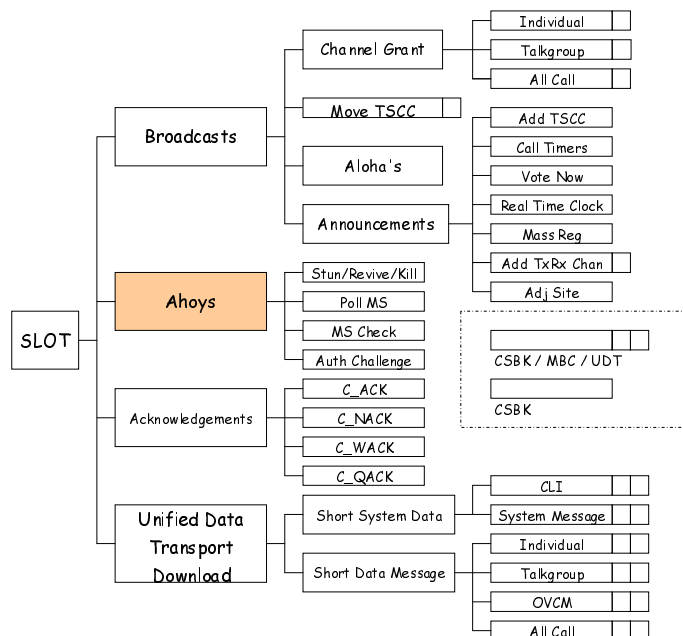 SLOT
Broadcasts
Channel Grant
Individual
Talkgroup
All Call
Move TSCC
Aloha's
Announcements
Add TSCC
Call Timers
Vote Now
Real Time Clock
Mass Reg
Add TxRx Chan
Adj Site
Ahoys
Stun/Revive/Kill
Poll MS
MS Check
Auth Challenge
CSBK / MBC / UDT
CSBK
Acknowledgements
C_ACK
C_NACK
C_WACK
C_QACK
Unified Data
Transport
Download
Short System Data
CLI
System Message
Short Data Message
Individual
Talkgroup
OVCM
All Call